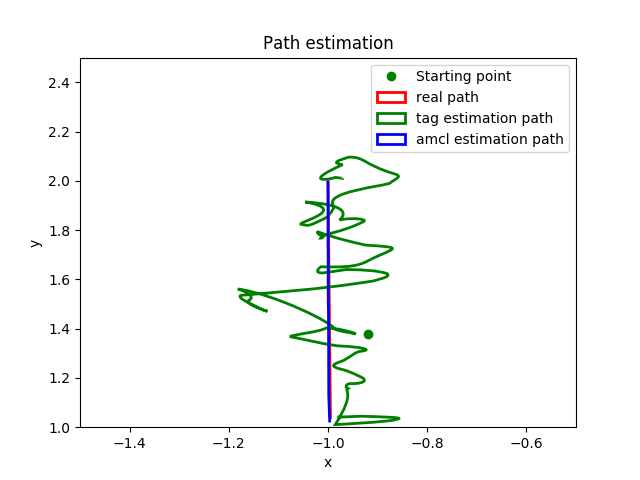 Path estimation
Starting point
real path
tag estimation path
amcl estimation path
y
2.4
2.2
2.0
1.8
1.6
1.4
1.2
1.0
−1.4
−1.2
−1.0
−0.8
−0.6
x